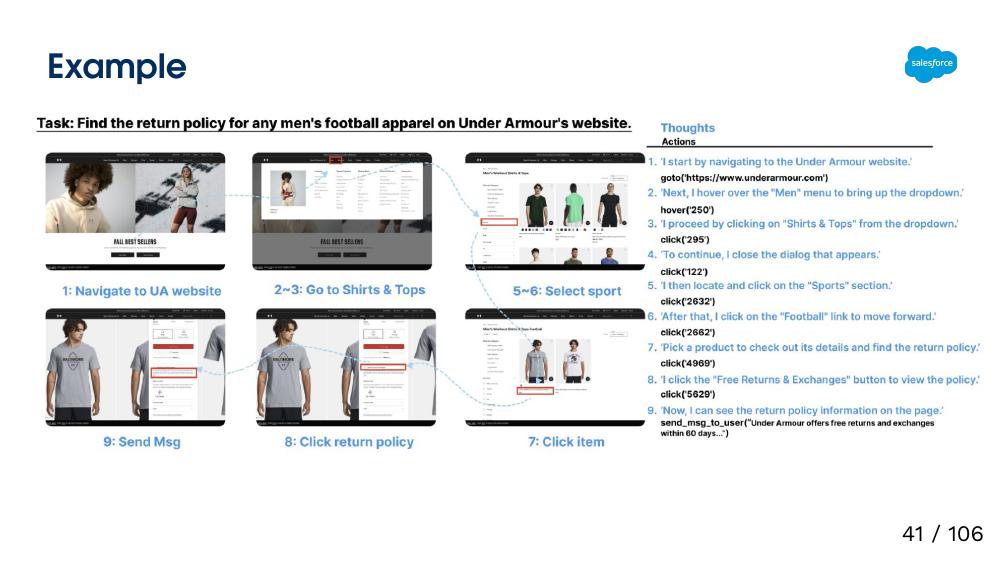 Example
salesforce
Task: Find the return policy for any men's football apparel on Under Armour's website.
Thoughts
Actions
FALL BEST SELLERS
FALL BEST SELLERS
Men's Workout Shirts & Tops
1: Navigate to UA website
2~3: Go to Shirts & Tops
5~6: Select sport
BALTIMORE
BALTIMORE
Men's Workout Shirts & Tops Football
9: Send Msg
8: Click return policy
7: Click item
1. 'I start by navigating to the Under Armour website.'
goto('https://www.underarmour.com')
2. 'Next, I hover over the "Men" menu to bring up the dropdown.'
hover('250')
3. 'I proceed by clicking on "Shirts & Tops" from the dropdown.'
click('295')
4. 'To continue, I close the dialog that appears.'
click('122')
5. 'I then locate and click on the "Sports" section.'
click('2632')
6. 'After that, I click on the "Football" link to move forward.'
click('2662')
7. 'Pick a product to check out its details and find the return policy.'
click('4969')
8. 'I click the "Free Returns & Exchanges" button to view the policy.'
click('5629')
9. 'Now, I can see the return policy information on the page.'
send_msg_to_user("Under Armour offers free returns and exchanges
within 60 days...")
41 / 106